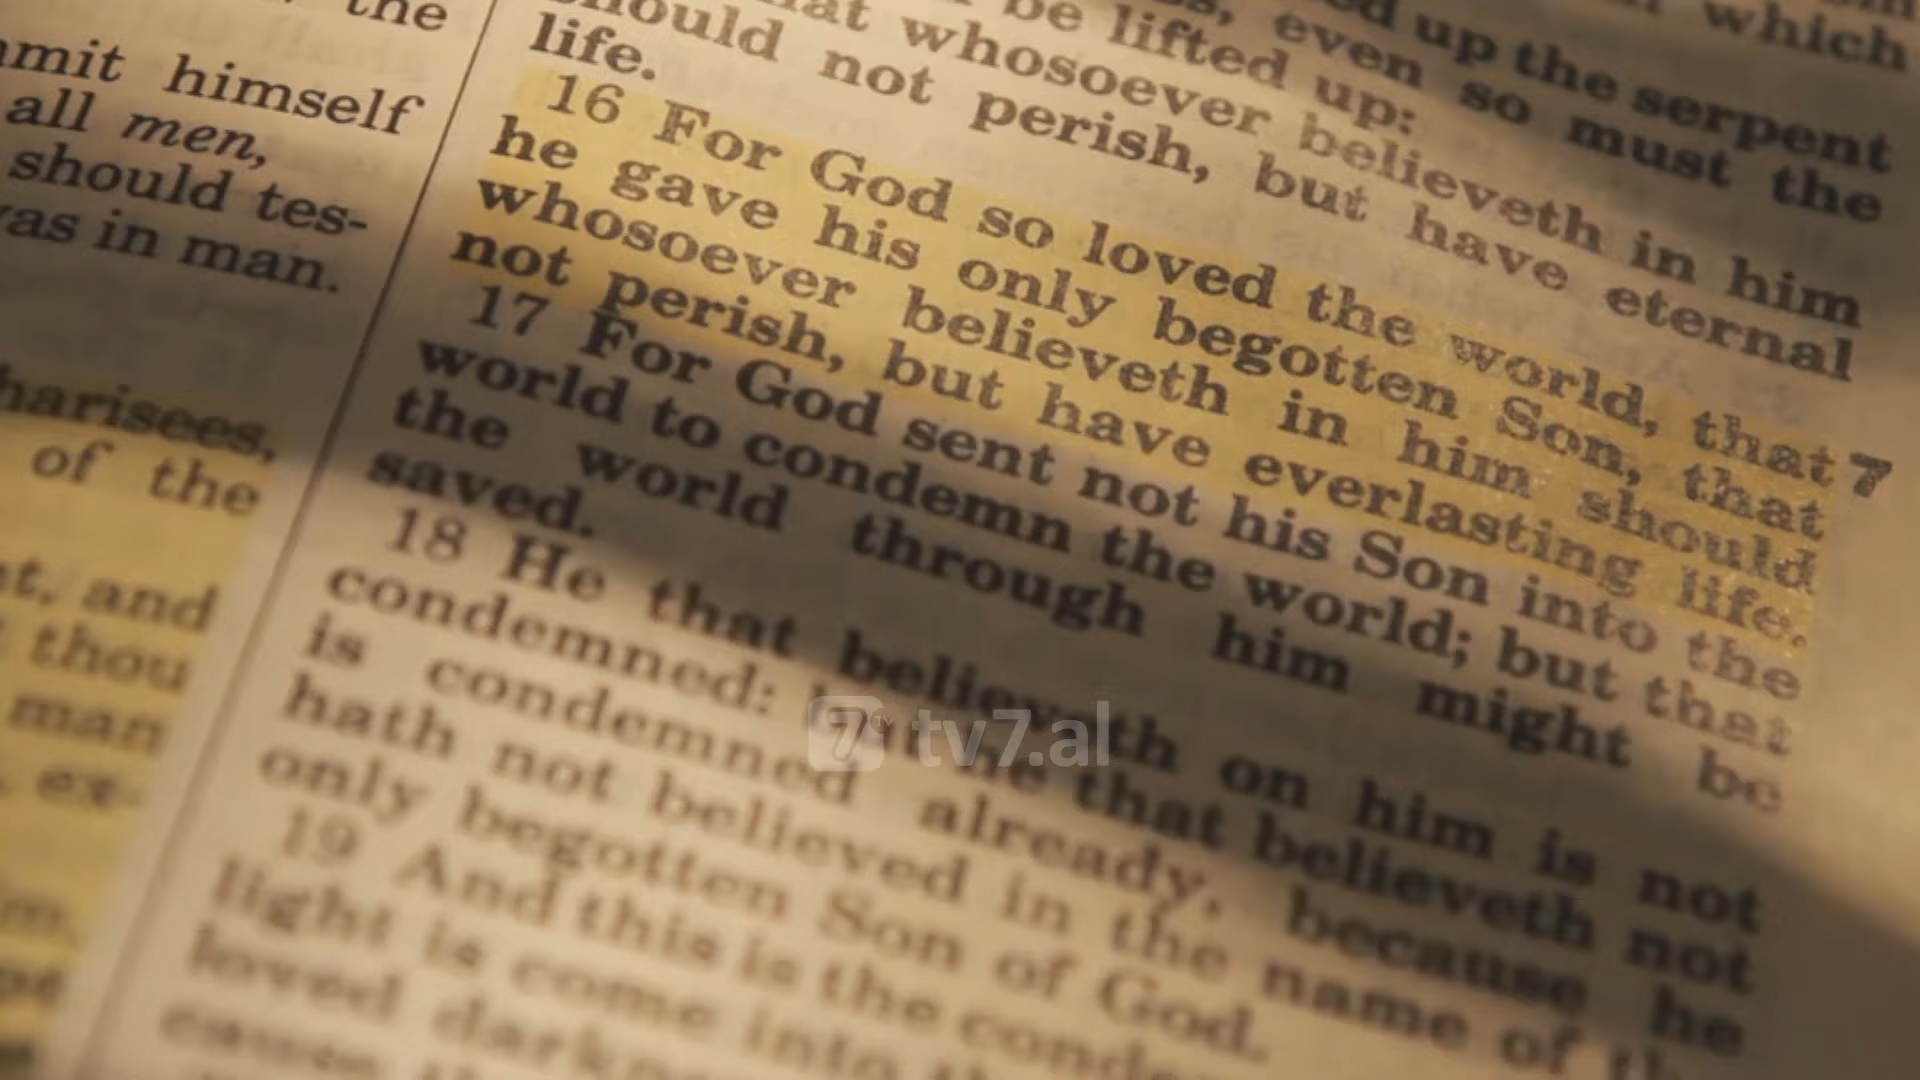 the
mmit himself
all men,
should tes-
was in man.
harisees,
of the
and
thou
man
ex-
up the serpent which
even so must the
be lifted up:
that whosoever believeth in him
should not perish, but have eternal
life.
16 For God so loved the world, that 7
he gave his only begotten Son, that
whosoever believeth in him should
not perish, but have everlasting life.
17 For God sent not his Son into the
world to condemn the world; but that
the world through him might be
saved.
18 He that believeth on him is not
condemned: but he that believeth not
is condemned already, because he
hath not believed in the name of the
only begotten Son of God.
19 And this is the
light is come into
loved
7 tv7.al